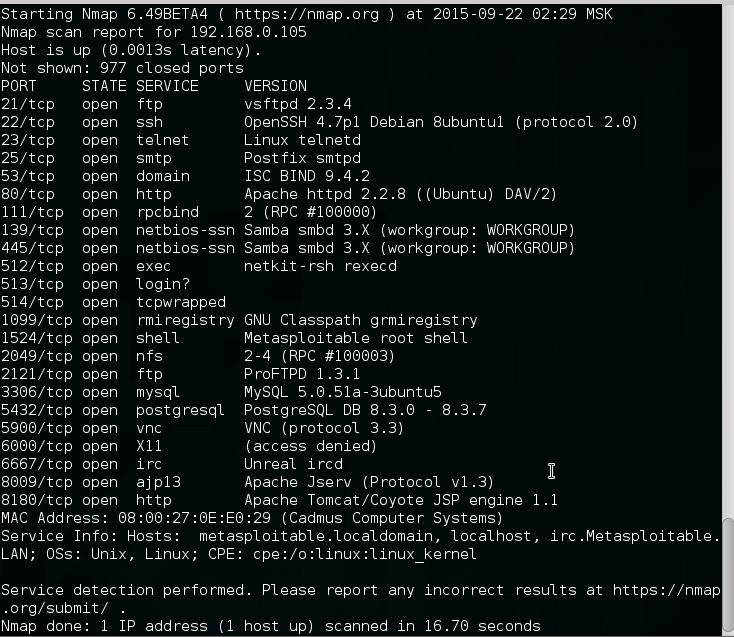 Starting Nmap 6.49BETA4 ( https://nmap.org ) at 2015-09-22 02:29 MSK
Nmap scan report for 192.168.0.105
Host is up (0.0013s latency).
Not shown: 977 closed ports
PORT     STATE SERVICE     VERSION
21/tcp   open  ftp         vsftpd 2.3.4
22/tcp   open  ssh         OpenSSH 4.7p1 Debian 8ubuntu1 (protocol 2.0)
23/tcp   open  telnet      Linux telnetd
25/tcp   open  smtp        Postfix smtpd
53/tcp   open  domain      ISC BIND 9.4.2
80/tcp   open  http        Apache httpd 2.2.8 ((Ubuntu) DAV/2)
111/tcp  open  rpcbind     2 (RPC #100000)
139/tcp  open  netbios-ssn Samba smbd 3.X (workgroup: WORKGROUP)
445/tcp  open  netbios-ssn Samba smbd 3.X (workgroup: WORKGROUP)
512/tcp  open  exec        netkit-rsh rexecd
513/tcp  open  login?
514/tcp  open  tcpwrapped
1099/tcp open  rmiregistry GNU Classpath grmiregistry
1524/tcp open  shell       Metasploitable root shell
2049/tcp open  nfs         2-4 (RPC #100003)
2121/tcp open  ftp         ProFTPD 1.3.1
3306/tcp open  mysql       MySQL 5.0.51a-3ubuntu5
5432/tcp open  postgresql  PostgreSQL DB 8.3.0 - 8.3.7
5900/tcp open  vnc         VNC (protocol 3.3)
6000/tcp open  X11         (access denied)
6667/tcp open  irc         Unreal ircd
8009/tcp open  ajp13       Apache Jserv (Protocol v1.3)
8180/tcp open  http        Apache Tomcat/Coyote JSP engine 1.1
MAC Address: 08:00:27:0E:E0:29 (Cadmus Computer Systems)
Service Info: Hosts:  metasploitable.localdomain, localhost, irc.Metasploitable.
LAN; OSs: Unix, Linux; CPE: cpe:/o:linux:linux_kernel

Service detection performed. Please report any incorrect results at https://nmap
.org/submit/ .
Nmap done: 1 IP address (1 host up) scanned in 16.70 seconds